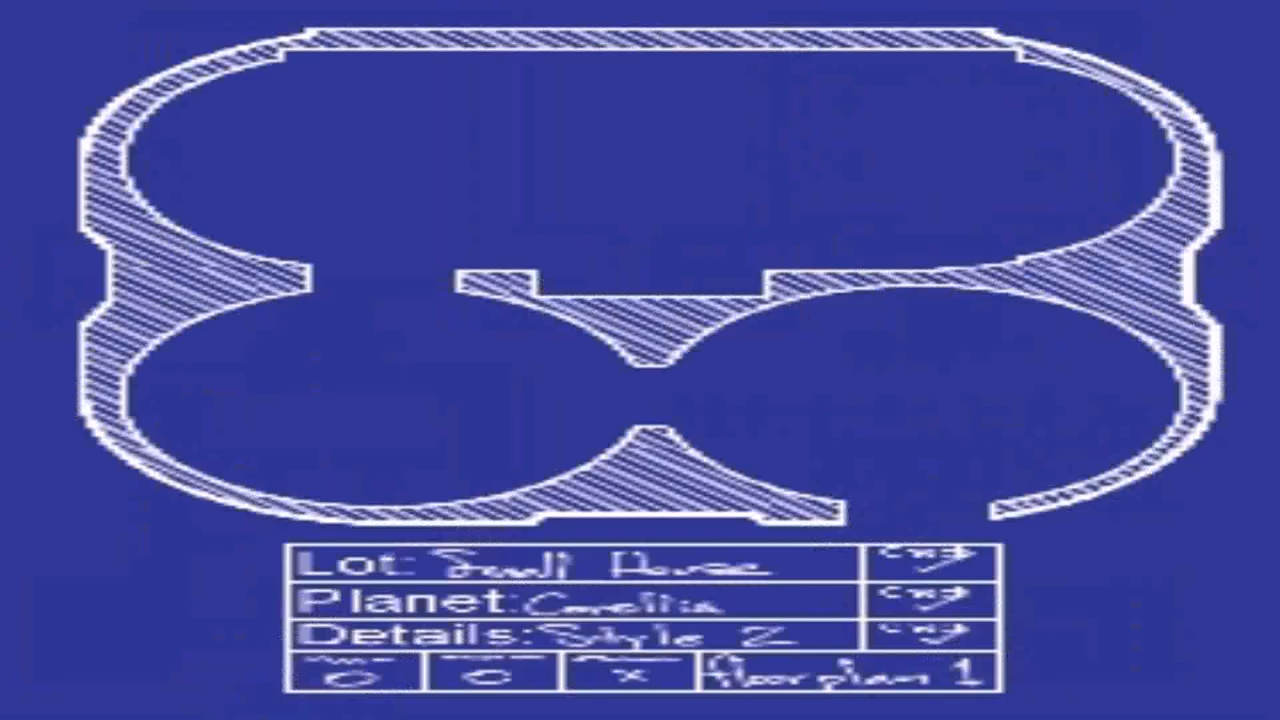 Lot: Small House
Planet: Corellia
Details: Style 2
O O X floorplan 1